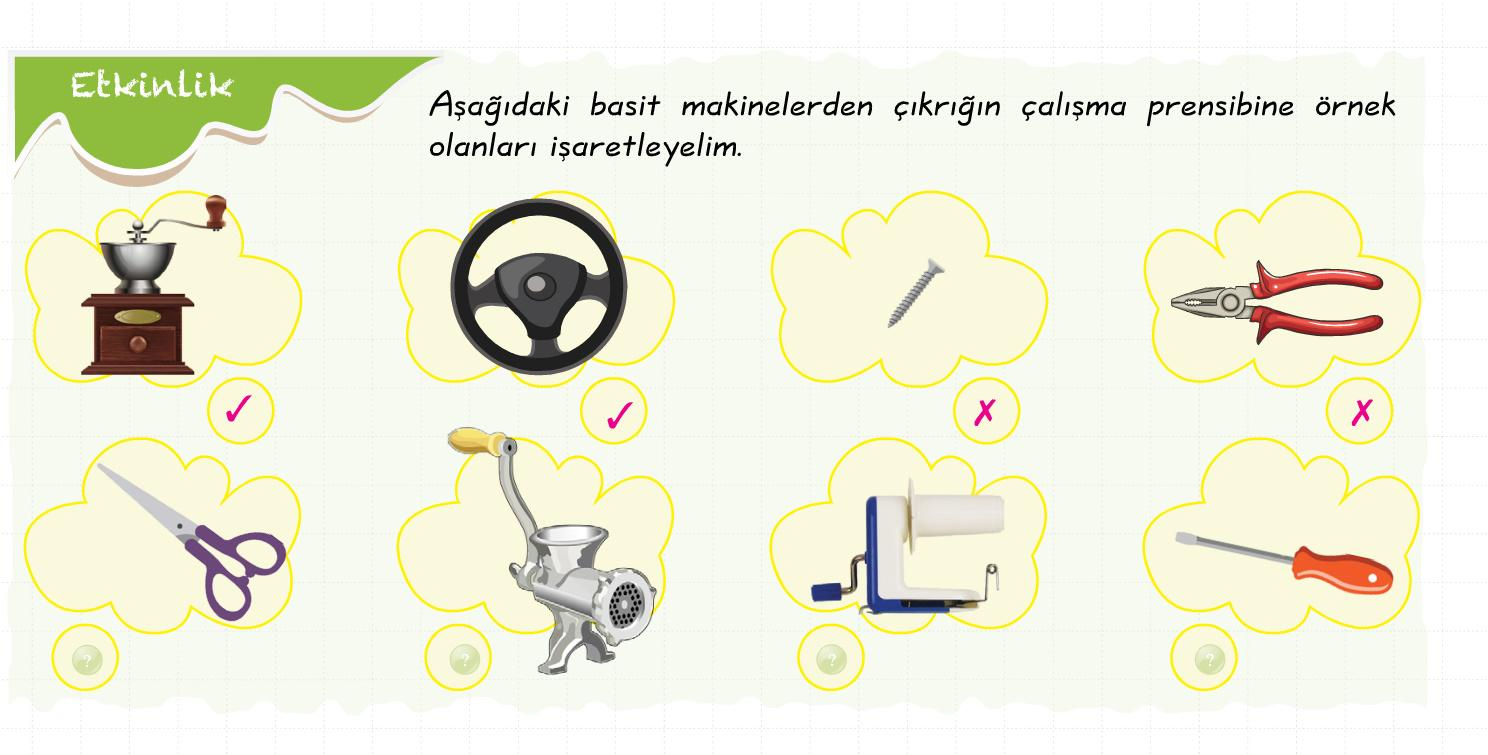 Etkinlik
Aşağıdaki basit makinelerden çıkrığın çalışma prensibine örnek
olanları işaretleyelim.
✓
✓
✗
✗
?
?
?
?